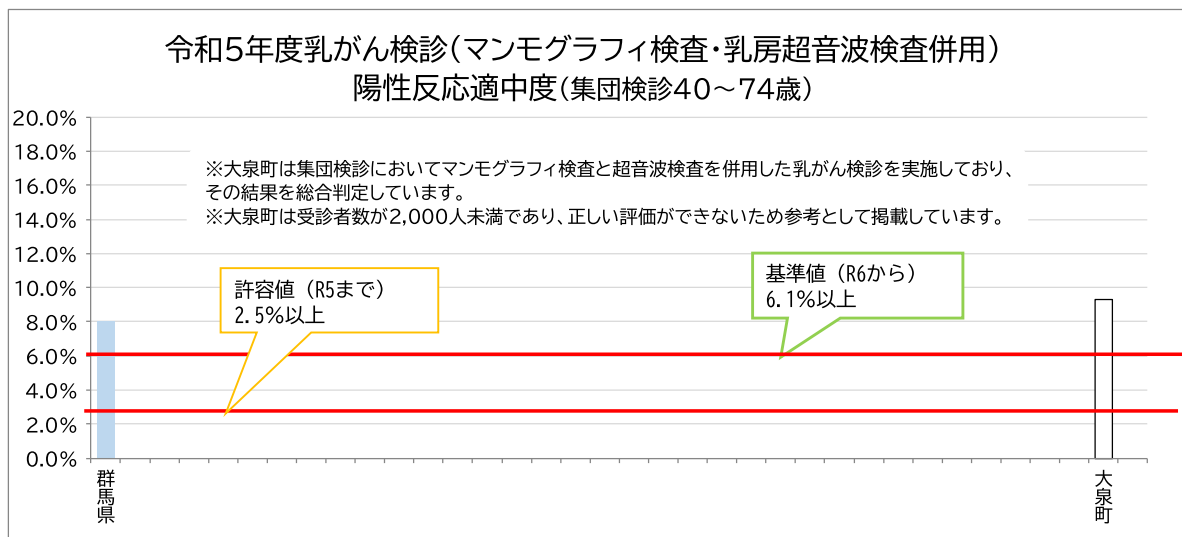 令和5年度乳がん検診(マンモグラフィ検査・乳房超音波検査併用)
陽性反応適中度(集団検診40～74歳)
20.0%
18.0%
16.0%
14.0%
12.0%
10.0%
8.0%
6.0%
4.0%
2.0%
0.0%
※大泉町は集団検診においてマンモグラフィ検査と超音波検査を併用した乳がん検診を実施しており、
その結果を総合判定しています。
※大泉町は受診者数が2,000人未満であり、正しい評価ができないため参考として掲載しています。
許容値（R5まで）
2.5%以上
基準値（R6から）
6.1%以上
群馬県
大泉町